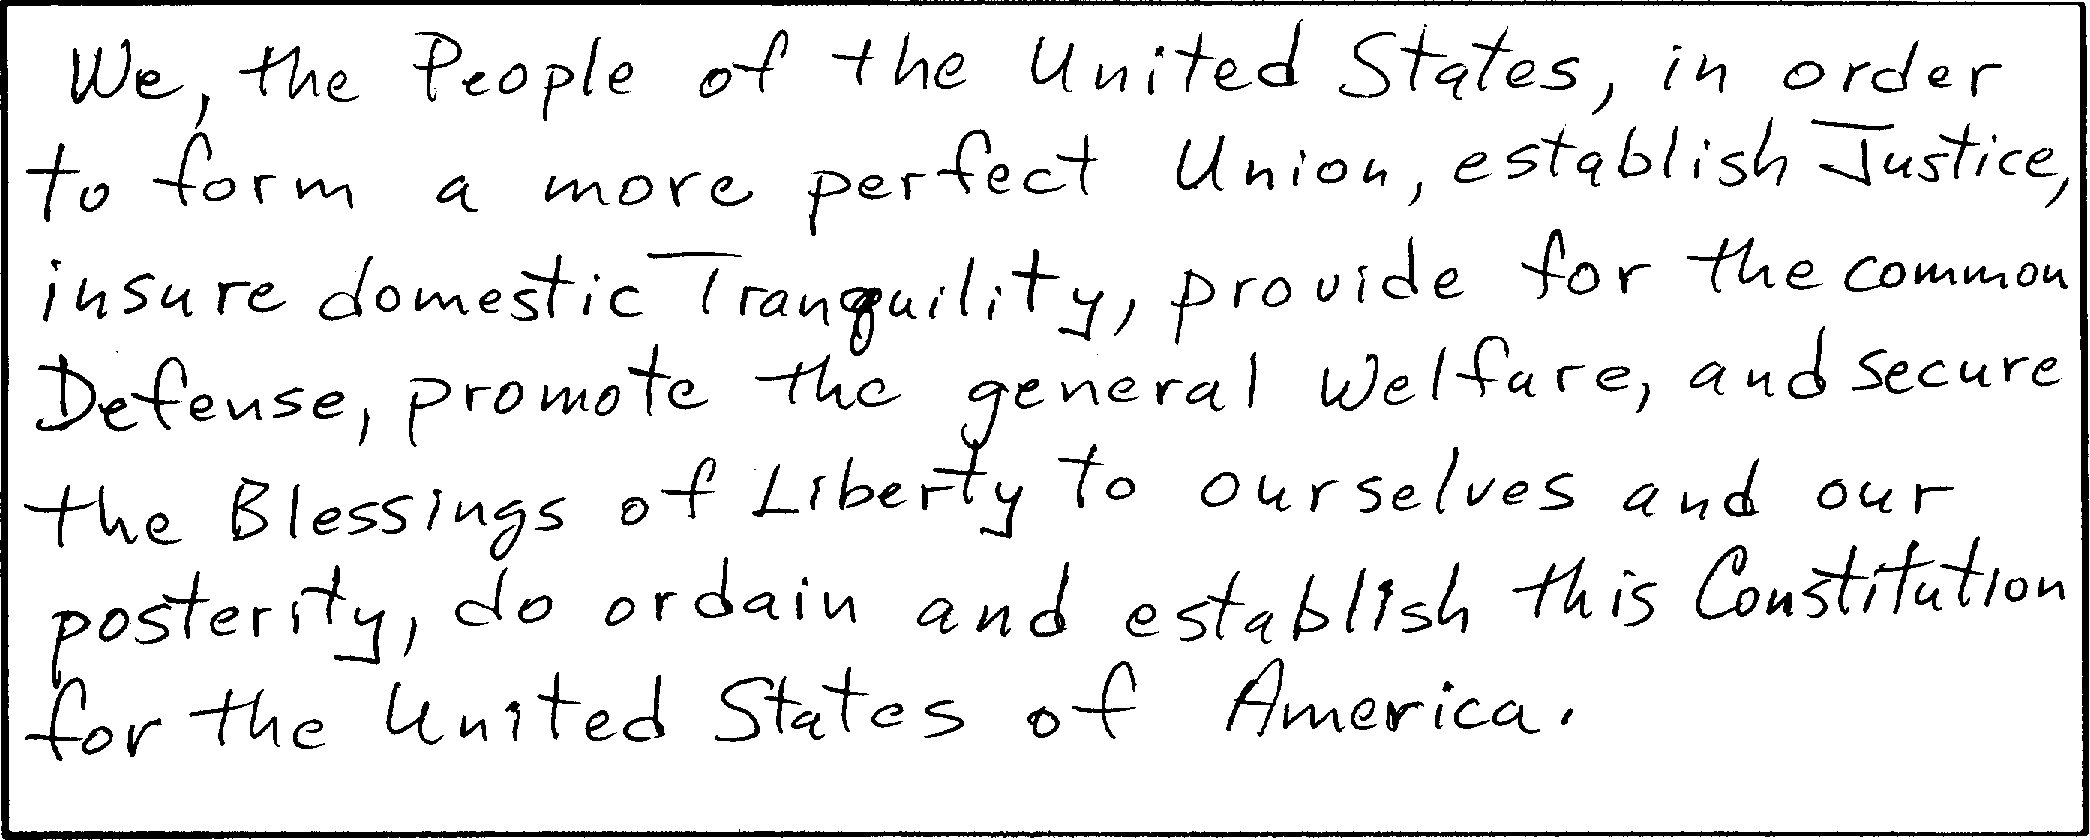 We, the People of the United States, in order
to form a more perfect Union, establish Justice,
insure domestic Tranquility, provide for the common
Defense, promote the general Welfare, and secure
the Blessings of Liberty to ourselves and our
posterity, do ordain and establish this Constitution
for the United States of America.